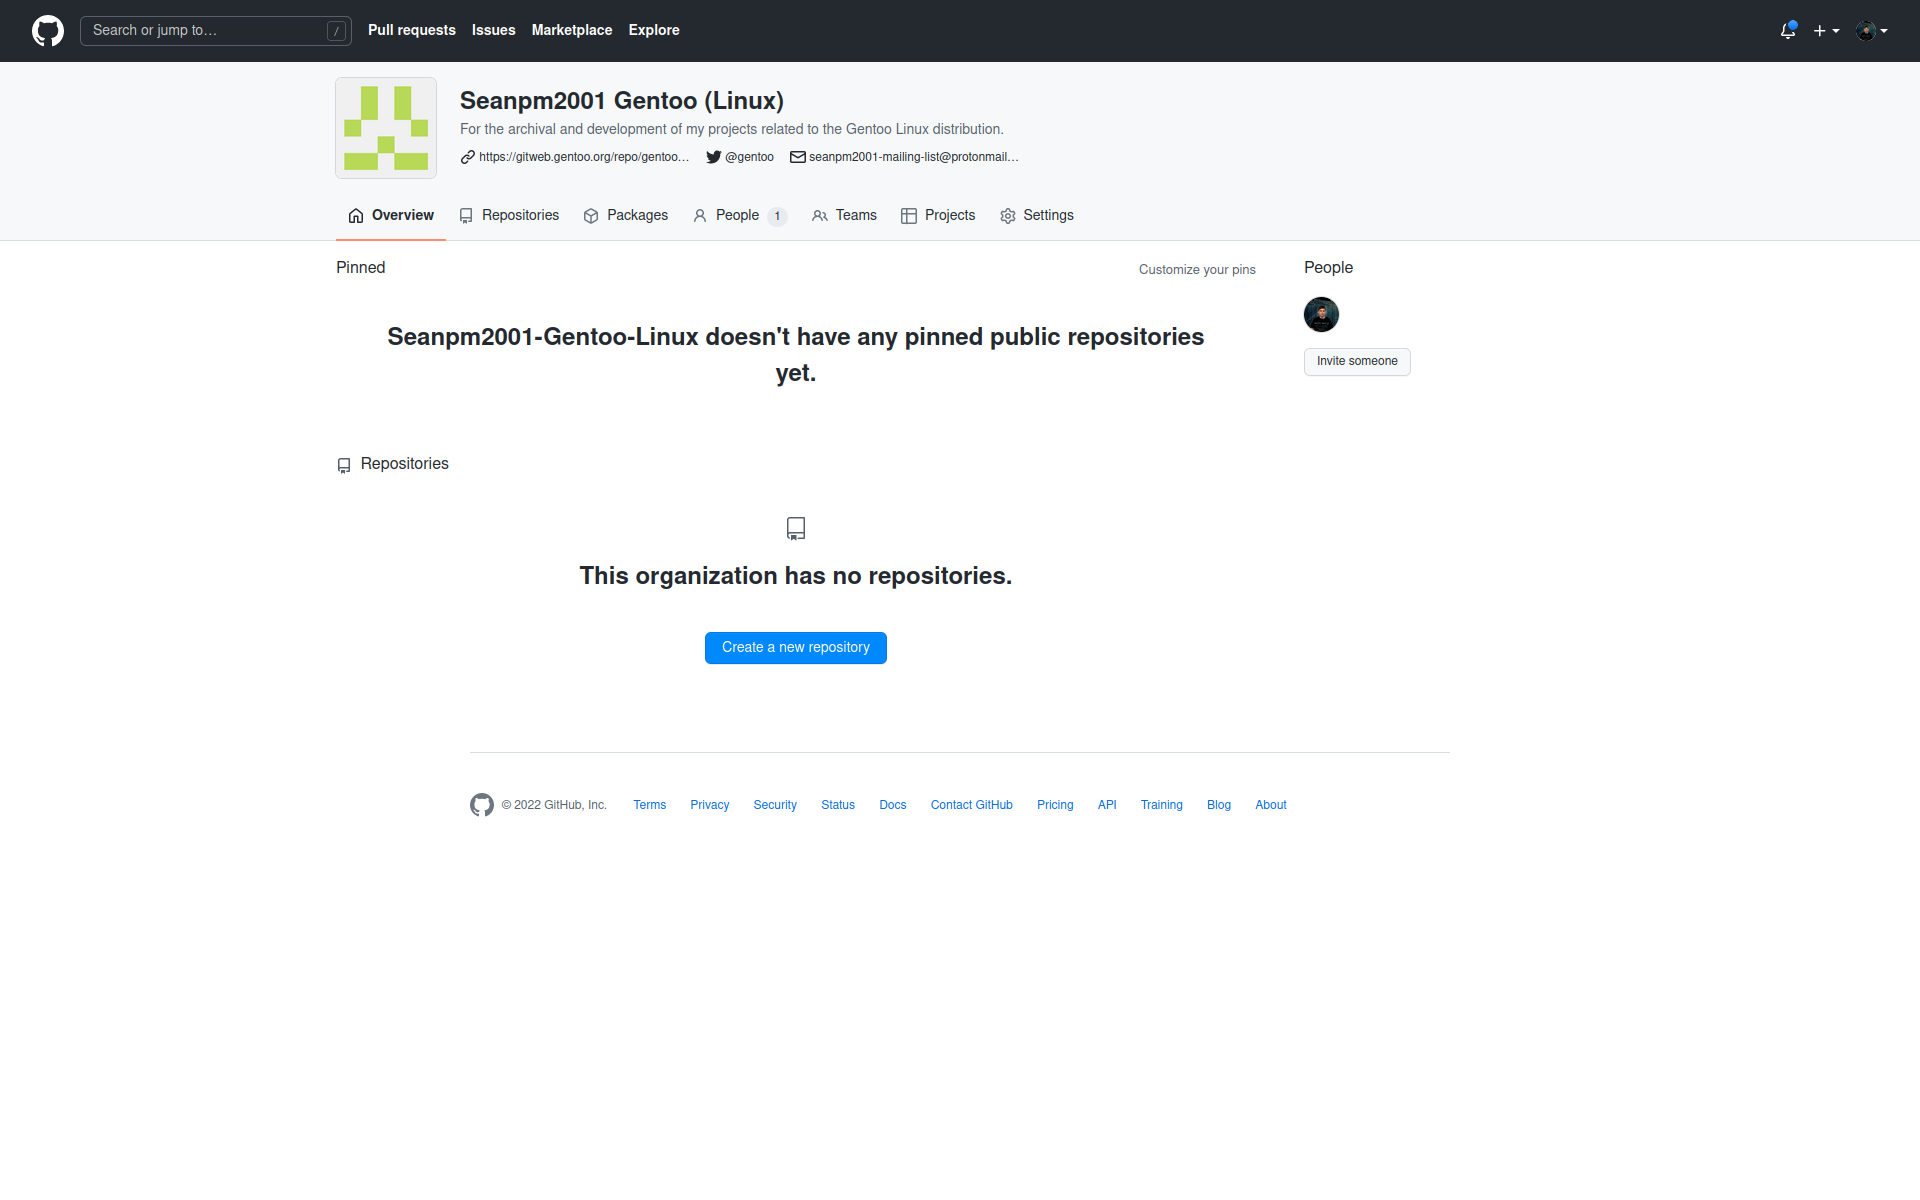 Search or jump to… /
Pull requests Issues Marketplace Explore
Seanpm2001 Gentoo (Linux)
For the archival and development of my projects related to the Gentoo Linux distribution.
https://gitweb.gentoo.org/repo/gentoo… @gentoo seanpm2001-mailing-list@protonmail…
Overview Repositories Packages People 1 Teams Projects Settings
Pinned
Customize your pins
Seanpm2001-Gentoo-Linux doesn't have any pinned public repositories
yet.
Repositories
This organization has no repositories.
Create a new repository
People
Invite someone
© 2022 GitHub, Inc. Terms Privacy Security Status Docs Contact GitHub Pricing API Training Blog About